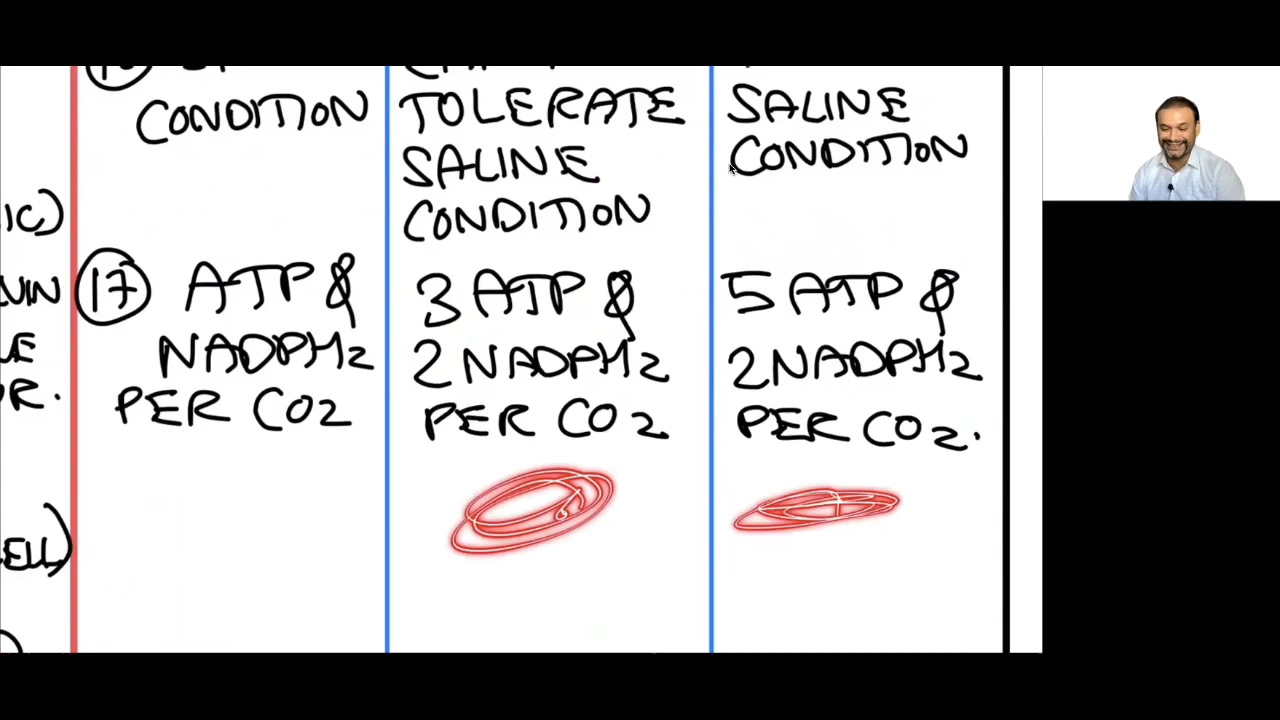 CONDITION
TOLERATE
SALINE
CONDITION
SALINE
CONDITION
17 ATP &
NADPH2
PER CO2
3 ATP &
2 NADPH2
PER CO2
5 ATP &
2 NADPH2
PER CO2.